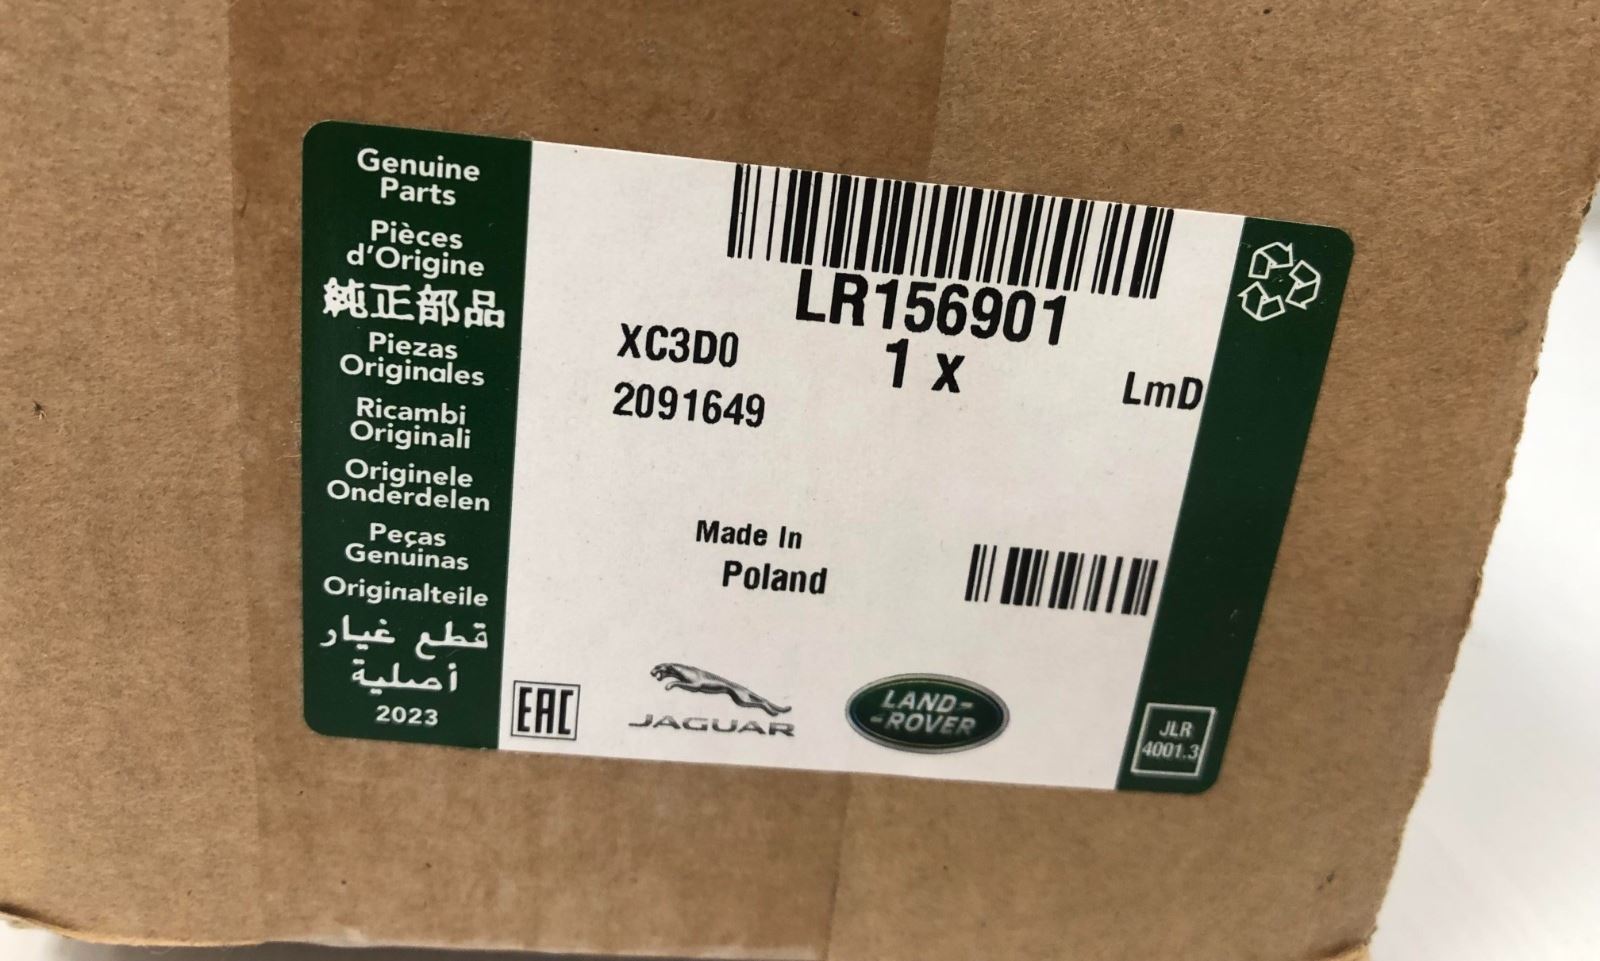 Genuine
Parts
Pièces
d'Origine
純正部品
Piezas
Originales
Ricambi
Originali
Originele
Onderdelen
Peças
Genuinas
Originalteile
قطع غيار
أصلية
2023
LR156901
XC3D0
1 x
LmD
2091649
Made In
Poland
EAC
JAGUAR
LAND-
-ROVER
JLR
4001.3